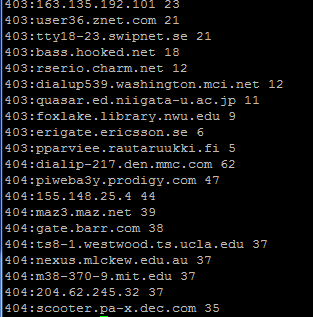 403:163.135.192.101 23
403:user36.znet.com 21
403:tty18-23.swipnet.se 21
403:bass.hooked.net 18
403:rserio.charm.net 12
403:dialup539.washington.mci.net 12
403:quasar.ed.niigata-u.ac.jp 11
403:foxlake.library.nwu.edu 9
403:erigate.ericsson.se 6
403:pparviee.rautaruukki.fi 5
404:dialip-217.den.mmc.com 62
404:piweba3y.prodigy.com 47
404:155.148.25.4 44
404:maz3.maz.net 39
404:gate.barr.com 38
404:ts8-1.westwood.ts.ucla.edu 37
404:nexus.mlckew.edu.au 37
404:m38-370-9.mit.edu 37
404:204.62.245.32 37
404:scooter.pa-x.dec.com 35